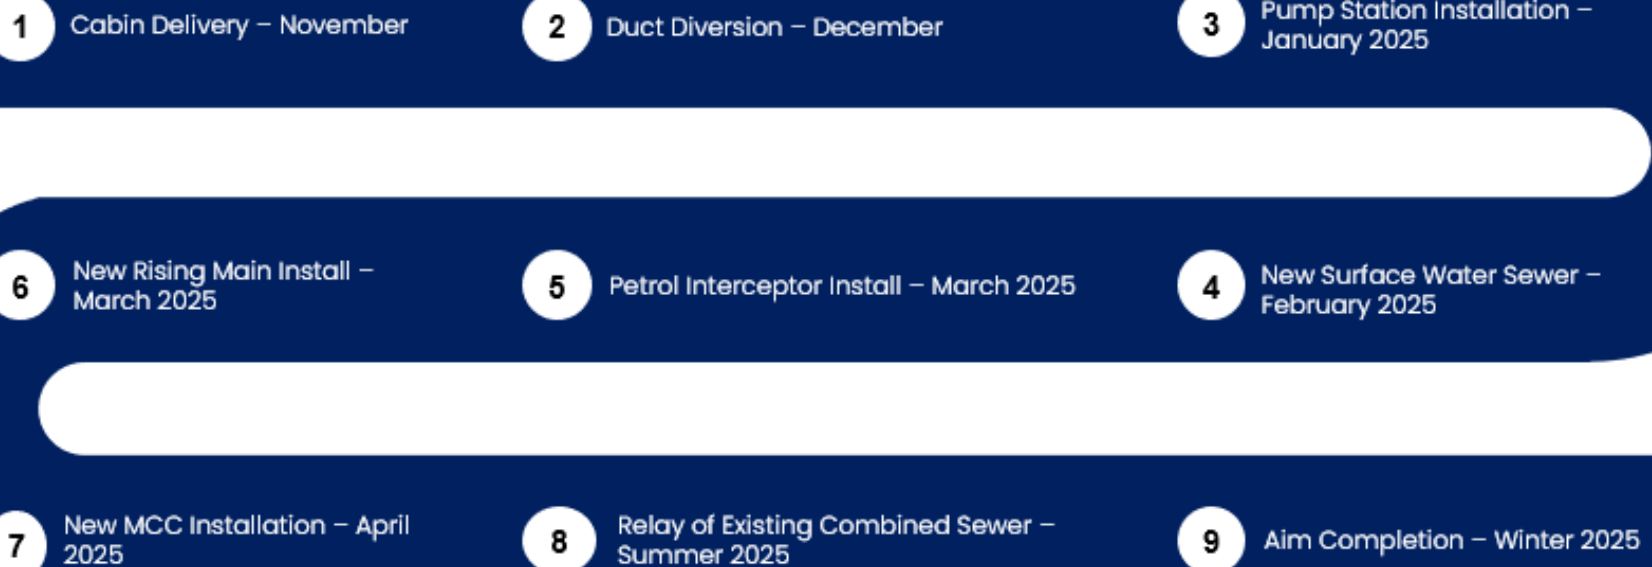 1 Cabin Delivery – November
2 Duct Diversion – December
3 Pump Station Installation –
January 2025
4 New Surface Water Sewer –
February 2025
5 Petrol Interceptor Install – March 2025
6 New Rising Main Install –
March 2025
7 New MCC Installation – April
2025
8 Relay of Existing Combined Sewer –
Summer 2025
9 Aim Completion – Winter 2025